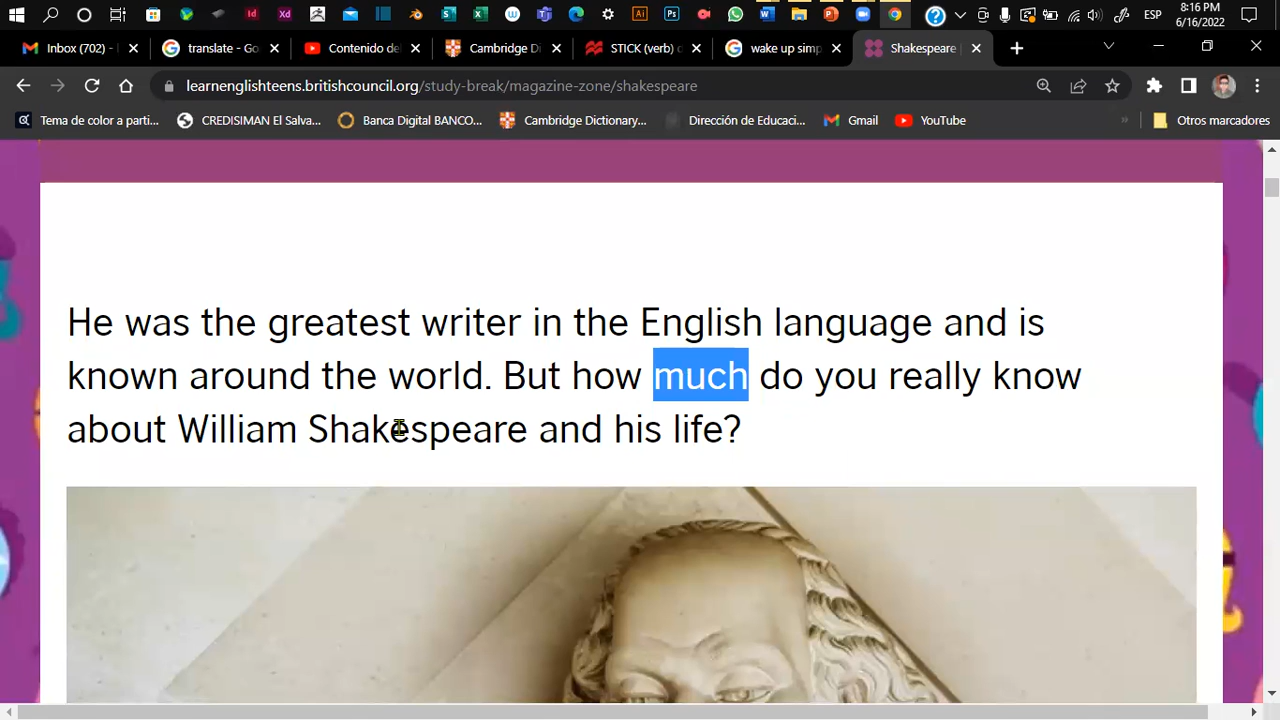 8:16 PM
ESP
6/16/2022
Inbox (702) -
translate - Go
Contenido de
Cambridge Di
STICK (verb) o
wake up simp
Shakespeare
learnenglishteens.britishcouncil.org/study-break/magazine-zone/shakespeare
Tema de color a parti...
CREDISIMAN El Salva...
Banca Digital BANCO...
Cambridge Dictionary...
Dirección de Educaci...
Gmail
YouTube
Otros marcadores
He was the greatest writer in the English language and is
known around the world. But how much do you really know
about William Shakespeare and his life?